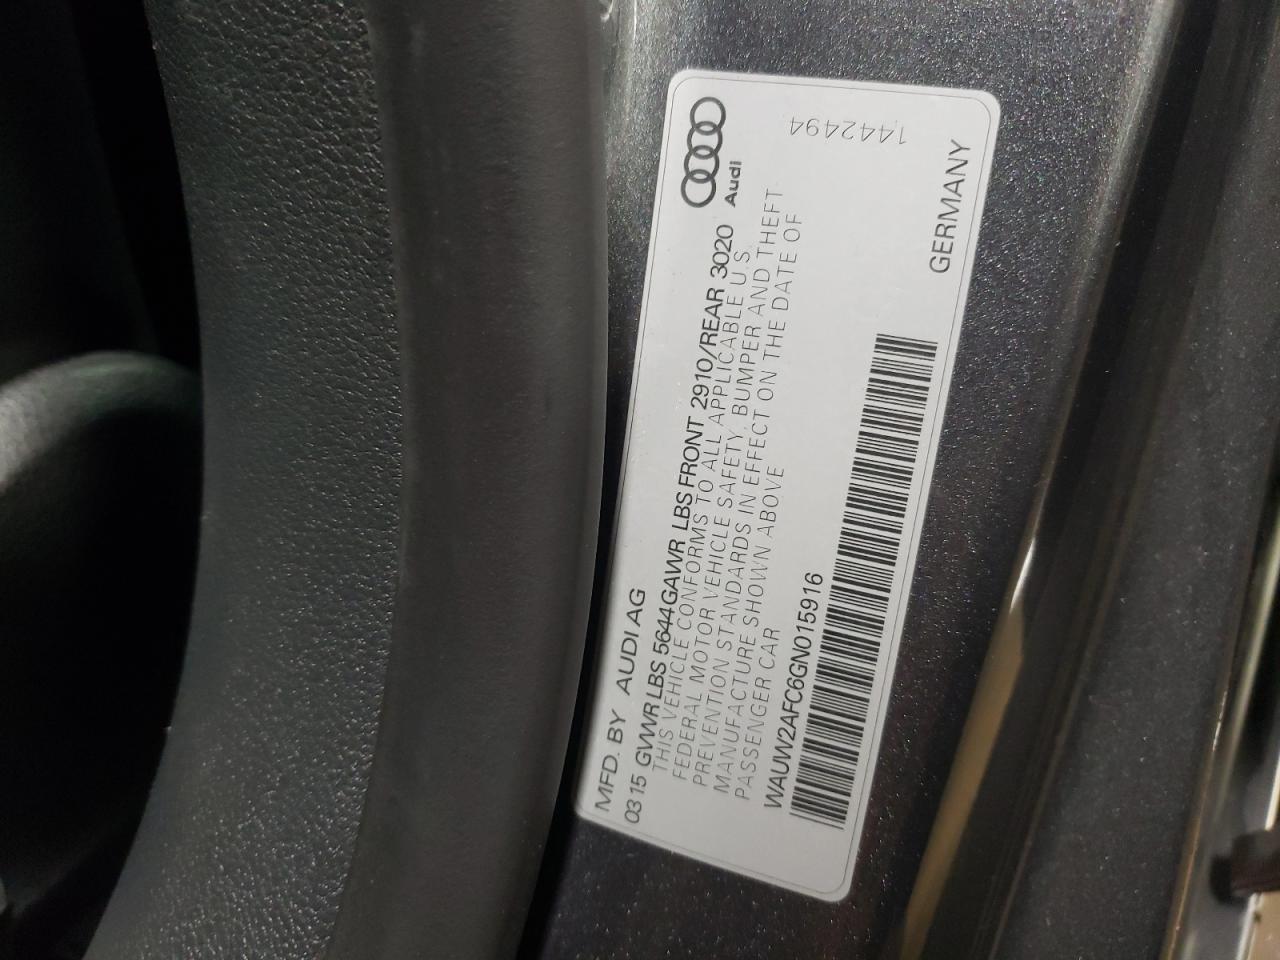 MFD. BY AUDI AG
0315 GVWR LBS 5644 GAWR LBS FRONT 2910/REAR 3020
THIS VEHICLE CONFORMS TO ALL APPLICABLE U.S.
FEDERAL MOTOR VEHICLE SAFETY, BUMPER AND THEFT
PREVENTION STANDARDS IN EFFECT ON THE DATE OF
MANUFACTURE SHOWN ABOVE
PASSENGER CAR
WAUW2AFC6GN015916
Audi
1442494
GERMANY